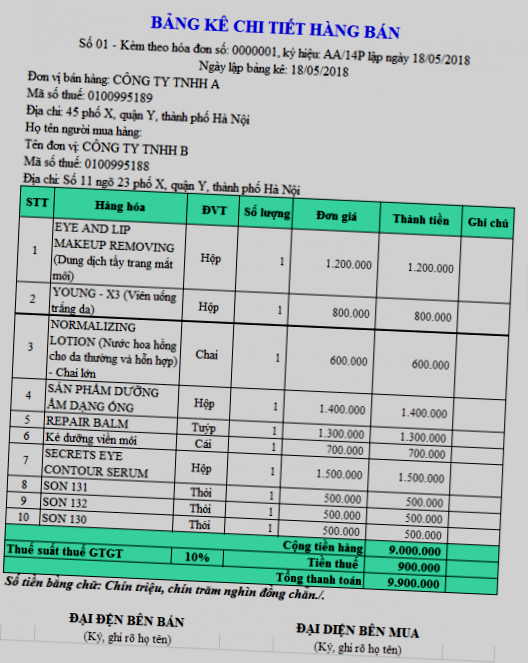 BẢNG KÊ CHI TIẾT HÀNG BÁN
Số 01 - Kèm theo hóa đơn số: 0000001, ký hiệu: AA/14P lập ngày 18/05/2018
Ngày lập bảng kê: 18/05/2018
Đơn vị bán hàng: CÔNG TY TNHH A
Mã số thuế: 0100995189
Địa chỉ: 45 phố X, quận Y, thành phố Hà Nội
Họ tên người mua hàng:
Tên đơn vị: CÔNG TY TNHH B
Mã số thuế: 0100995188
Địa chỉ: Số 11 ngõ 23 phố X, quận Y, thành phố Hà Nội
STT Hàng hóa ĐVT Số lượng Đơn giá Thành tiền Ghi chú
EYE AND LIP
MAKEUP REMOVING
1 (Dung dịch tẩy trang mắt Hộp 1 1.200.000 1.200.000
môi)
2 YOUNG - X3 (Viên uống Hộp 1 800.000 800.000
trắng da)
NORMALIZING
3 LOTION (Nước hoa hồng Chai 1 600.000 600.000
cho da thường và hỗn hợp)
- Chai lớn
4 SẢN PHẨM DƯỠNG Hộp 1 1.400.000 1.400.000
ẨM DẠNG ỐNG
5 REPAIR BALM Tuýp 1 1.300.000 1.300.000
6 Kẻ dưỡng viền môi Cái 1 700.000 700.000
7 SECRETS EYE Hộp 1 1.500.000 1.500.000
CONTOUR SERUM
8 SON 131 Thỏi 1 500.000 500.000
9 SON 132 Thỏi 1 500.000 500.000
10 SON 130 Thỏi 1 500.000 500.000
Cộng tiền hàng 9.000.000
Thuế suất thuế GTGT 10% Tiền thuế 900.000
Tổng thanh toán 9.900.000
Số tiền bằng chữ: Chín triệu, chín trăm nghìn đồng chẵn./.
ĐẠI ĐỆN BÊN BÁN ĐẠI DIỆN BÊN MUA
(Ký, ghi rõ họ tên) (Ký, ghi rõ họ tên)